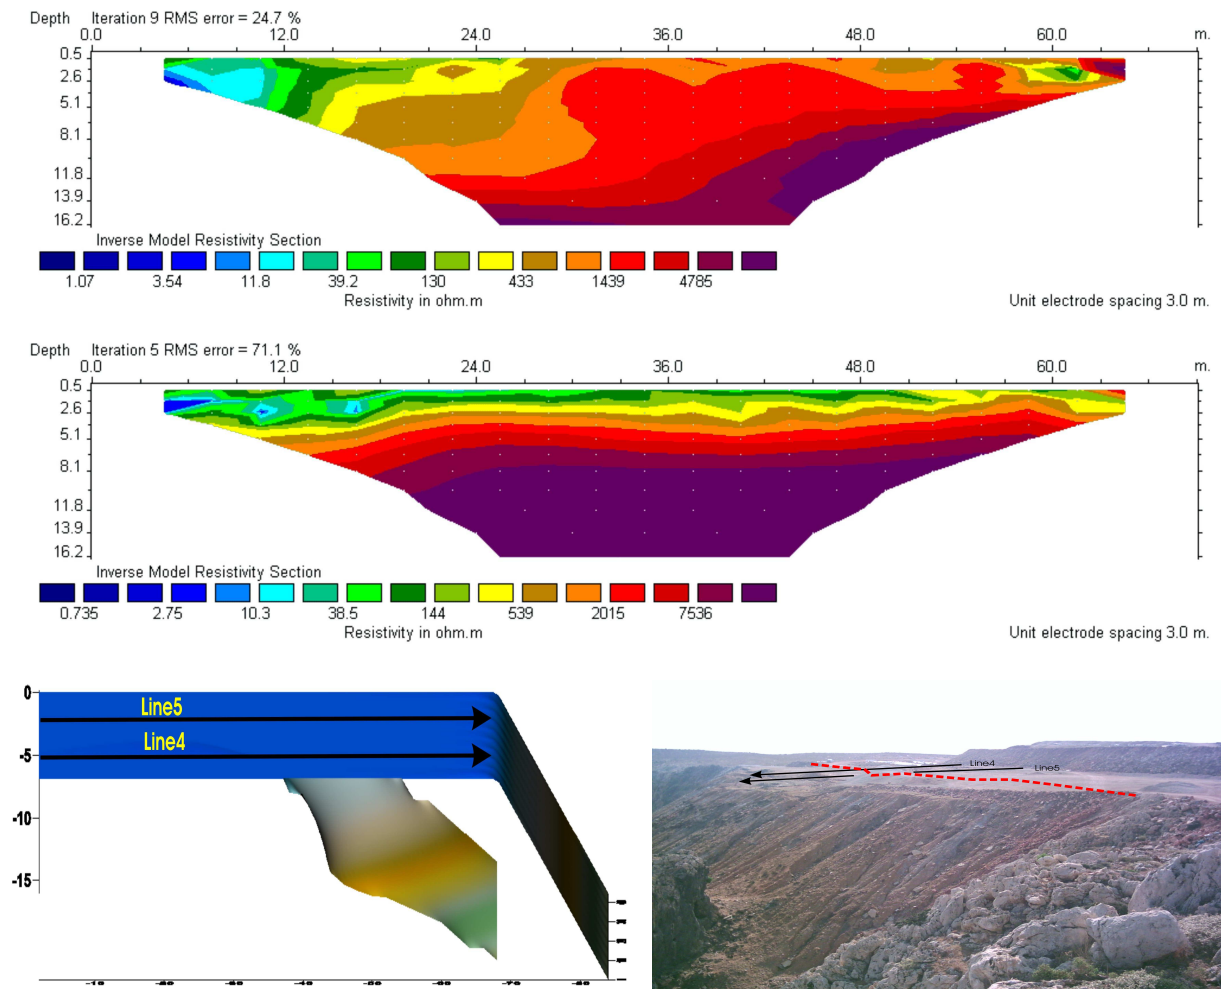 Depth Iteration 9 RMS error = 24.7 %
0.0 12.0 24.0 36.0 48.0 60.0 m.
0.5
2.6
5.1
8.1
11.8
13.9
16.2
Inverse Model Resistivity Section
1.07 3.54 11.8 39.2 130 433 1439 4785
Resistivity in ohm.m
Unit electrode spacing 3.0 m.
Depth Iteration 5 RMS error = 71.1 %
0.0 12.0 24.0 36.0 48.0 60.0 m.
0.5
2.6
5.1
8.1
11.8
13.9
16.2
Inverse Model Resistivity Section
0.735 2.75 10.3 38.5 144 539 2015 7536
Resistivity in ohm.m
Unit electrode spacing 3.0 m.
0
-5
-10
-15
Line5
Line4
Line4
Line5